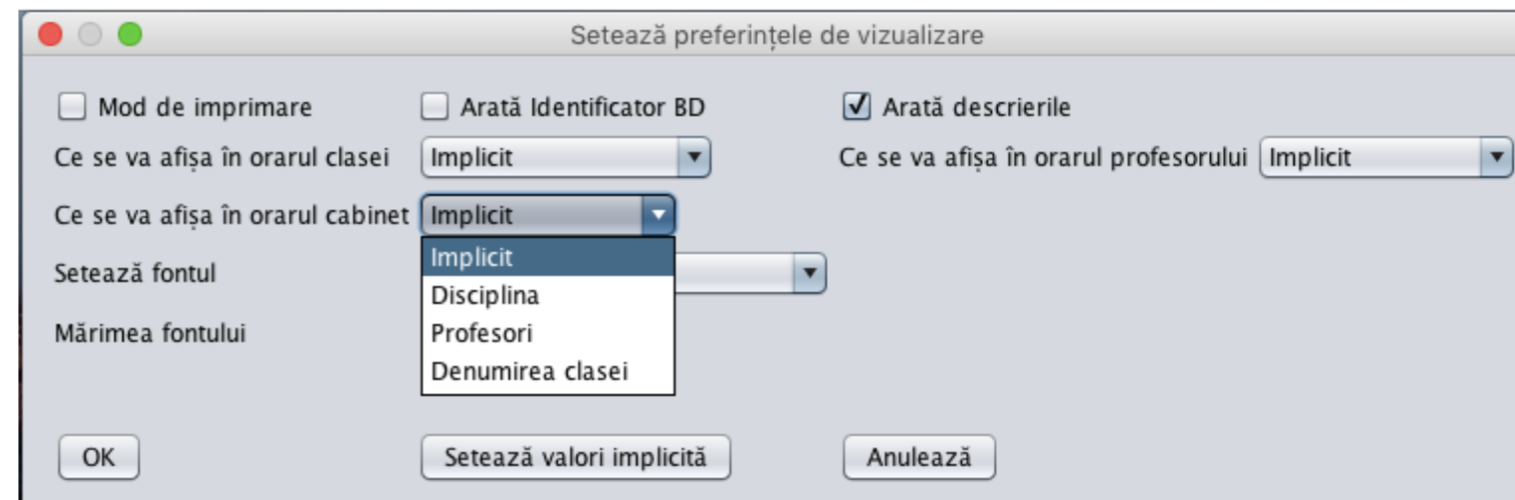 Setează preferințele de vizualizare
Mod de imprimare Arată Identificator BD Arată descrierile
Ce se va afișa în orarul clasei Implicit Ce se va afișa în orarul profesorului Implicit
Ce se va afișa în orarul cabinet Implicit
Implicit
Setează fontul
Disciplina
Mărimea fontului Profesori
Denumirea clasei
OK Setează valori implicită Anulează